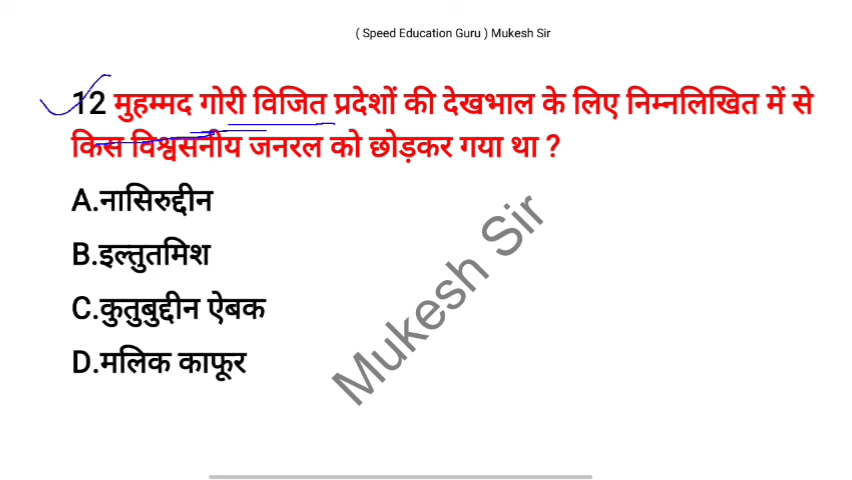 ( Speed Education Guru ) Mukesh Sir
12 मुहम्मद गोरी विजित प्रदेशों की देखभाल के लिए निम्नलिखित में से
किस विश्वसनीय जनरल को छोड़कर गया था ?
A.नासिरुद्दीन
B.इल्तुतमिश
C.कुतुबुद्दीन ऐबक
D.मलिक काफूर
Mukesh Sir